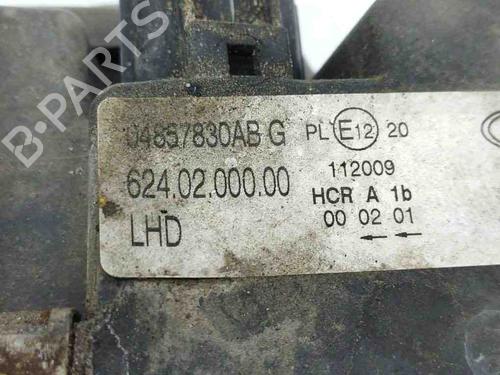 B-PARTS
04857830AB G
PL E12 20
624.02.000.00
112009
HCR A 1b
LHD
00 02 01
←←